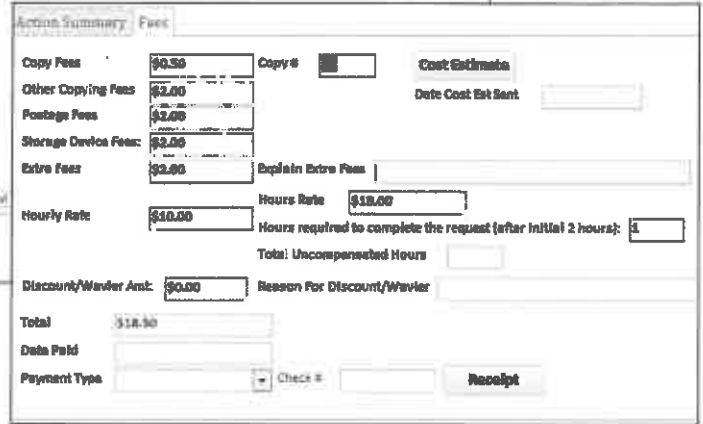 Action Summary Fees
Copy Fees $0.50 Copy # Cost Estimate
Other Copying Fees $2.00 Date Cost Est Sent
Postage Fees $2.00
Storage Device Fees: $2.00
Extra Fees $2.00 Explain Extra Fees
Hours Rate $18.00
Hourly Rate $10.00
Hours required to complete the request (after initial 2 hours): 1
Total Uncompensated Hours
Discount/Wavier Amt: $0.00 Reason For Discount/Wavier
Total $18.50
Date Paid
Payment Type Check # Receipt